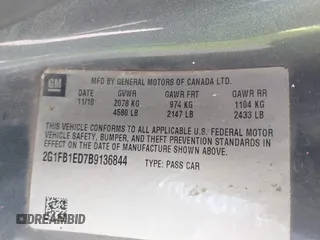 GM
MFD BY GENERAL MOTORS OF CANADA LTD.
DATE GVWR GAWR FRT GAWR RR
11/10 2078 KG 974 KG 1104 KG
4580 LB 2147 LB 2433 LB
THIS VEHICLE CONFORMS TO ALL APPLICABLE U.S. FEDERAL MOTOR
VEHICLE SAFETY, BUMPER, AND THEFT PREVENTION STANDARDS
IN EFFECT ON THE DATE OF MANUFACTURE SHOWN ABOVE.
2G1FB1ED7B9136844 TYPE: PASS CAR
AUTOBIDMASTER